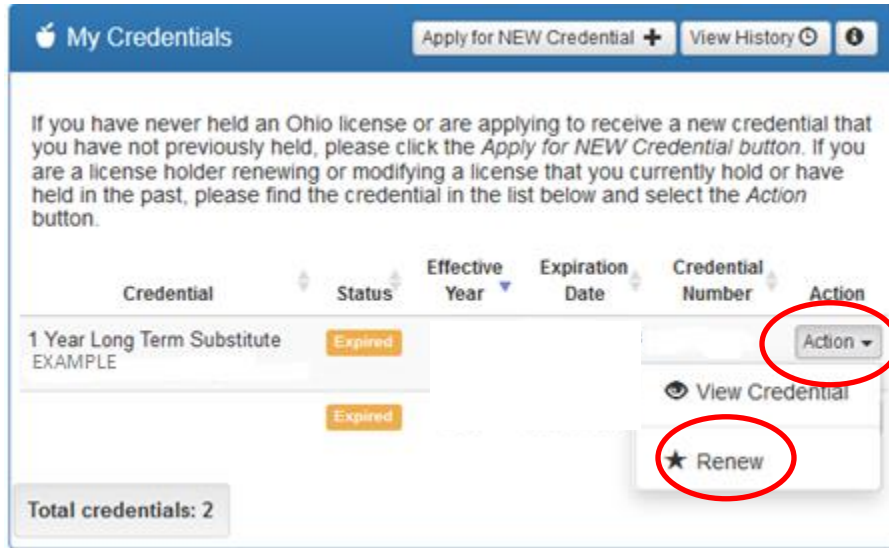 My Credentials
Apply for NEW Credential
View History
If you have never held an Ohio license or are applying to receive a new credential that
you have not previously held, please click the Apply for NEW Credential button. If you
are a license holder renewing or modifying a license that you currently hold or have
held in the past, please find the credential in the list below and select the Action
button.
Credential Status Effective Year Expiration Date Credential Number Action
1 Year Long Term Substitute Expired Action
EXAMPLE
View Credential
Expired
Renew
Total credentials: 2